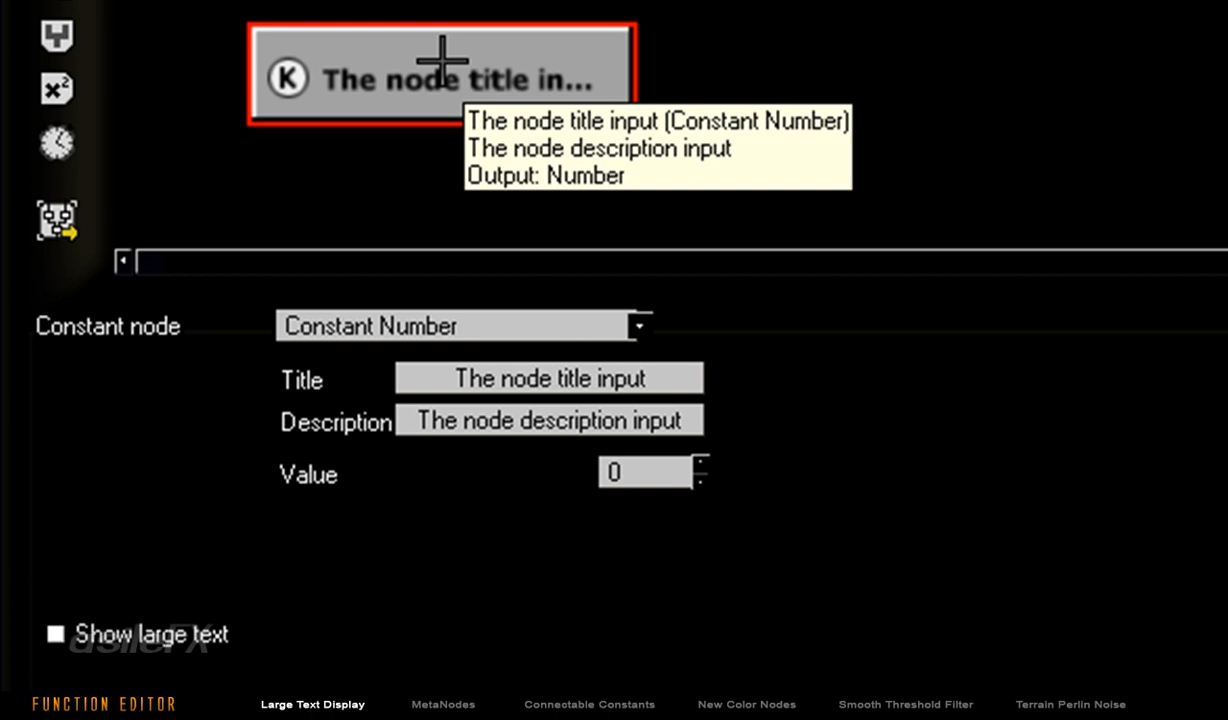 K The node title in...
The node title input (Constant Number)
The node description input
Output: Number
x²
Constant node Constant Number
Title The node title input
Description The node description input
Value 0
Show large text
asileFX
FUNCTION EDITOR Large Text Display MetaNodes Connectable Constants New Color Nodes Smooth Threshold Filter Terrain Perlin Noise